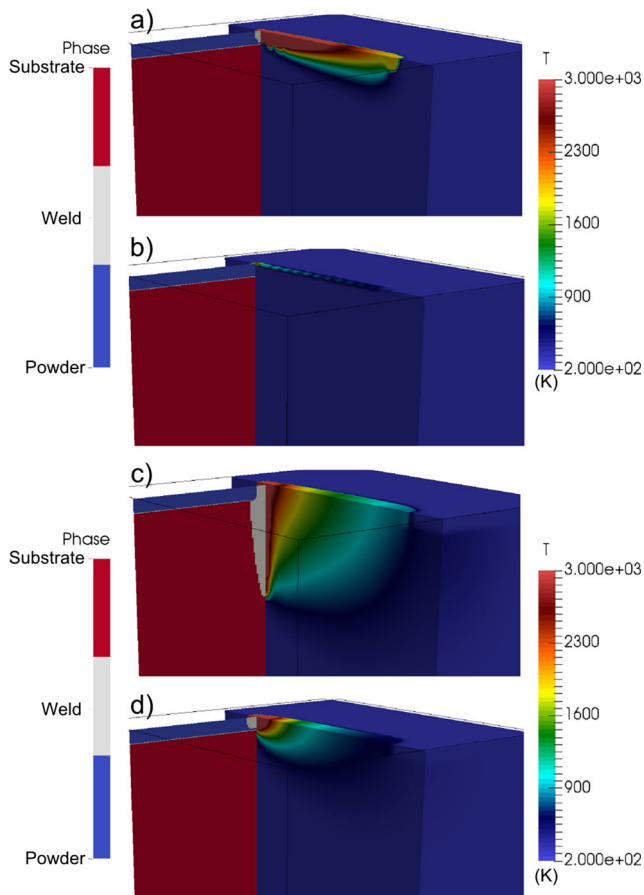 a)
Phase
Substrate
Weld
Powder
T
3.000e+03
2300
1600
900
2.000e+02
(K)
b)
c)
Phase
Substrate
Weld
Powder
T
3.000e+03
2300
1600
900
2.000e+02
(K)
d)